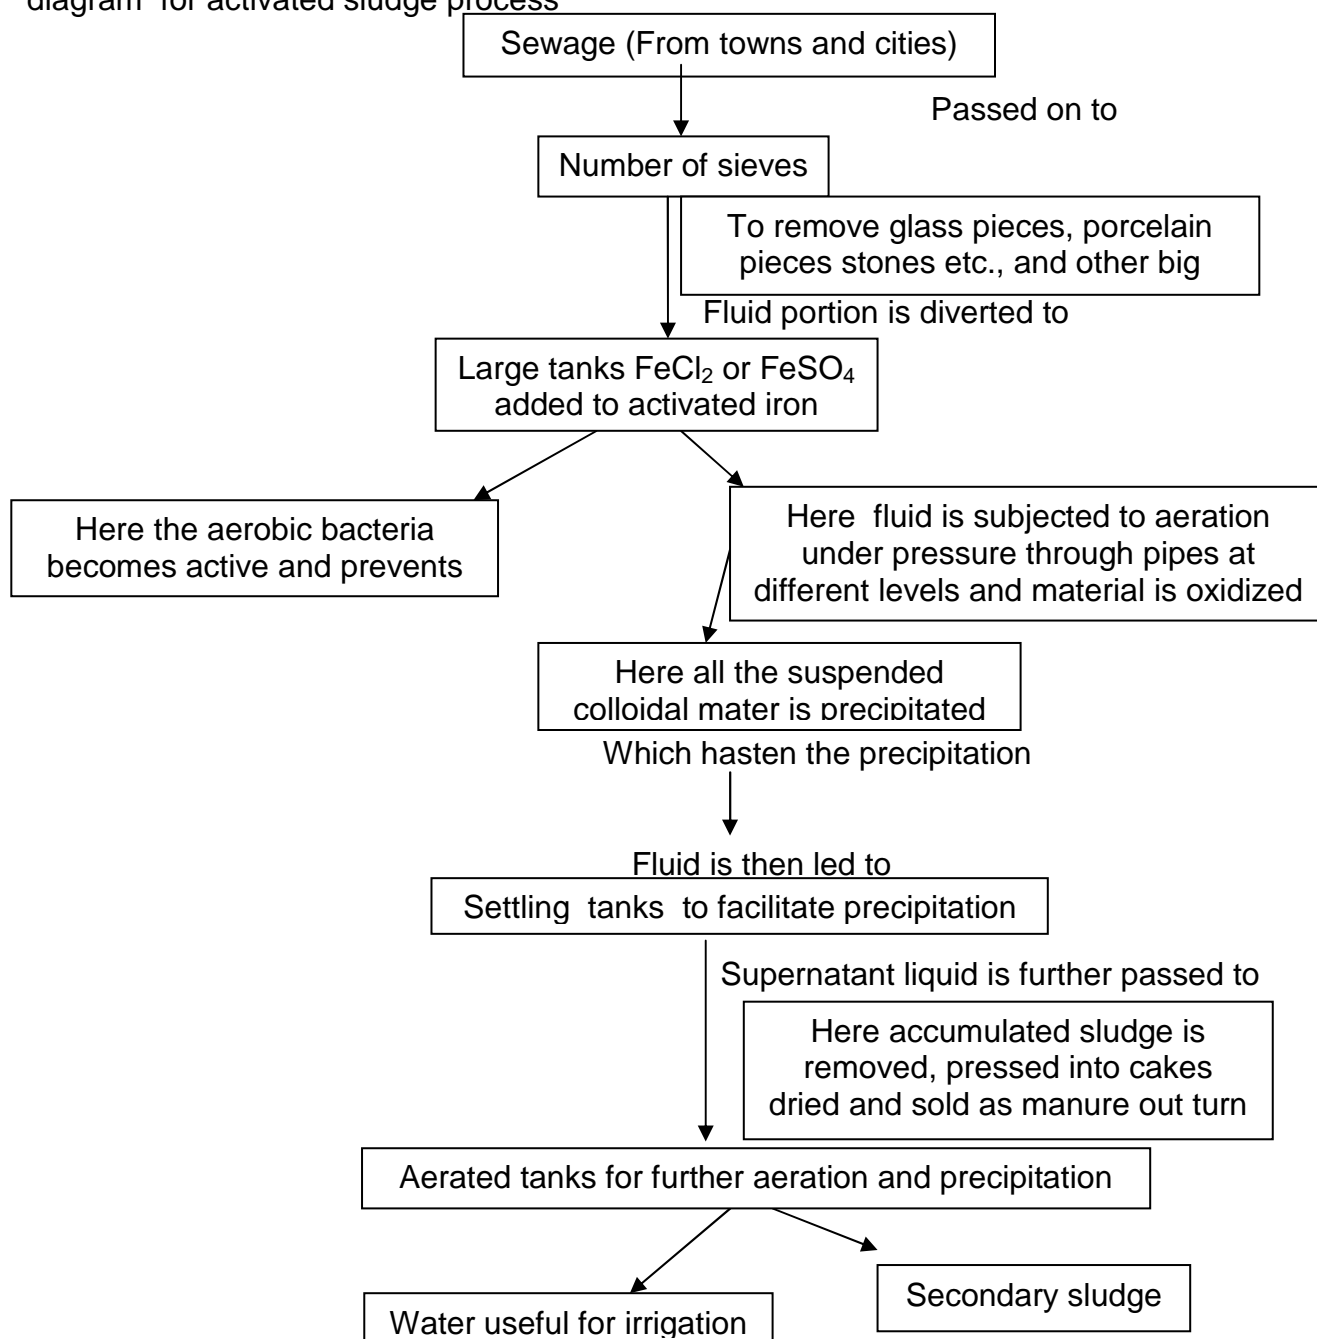 diagram for activated sludge process
Sewage (From towns and cities)
Passed on to
Number of sieves
To remove glass pieces, porcelain
pieces stones etc., and other big
Fluid portion is diverted to
Large tanks FeCl₂ or FeSO₄
added to activated iron
Here the aerobic bacteria
becomes active and prevents
Here fluid is subjected to aeration
under pressure through pipes at
different levels and material is oxidized
Here all the suspended
colloidal mater is precipitated
Which hasten the precipitation
Fluid is then led to
Settling tanks to facilitate precipitation
Supernatant liquid is further passed to
Here accumulated sludge is
removed, pressed into cakes
dried and sold as manure out turn
Aerated tanks for further aeration and precipitation
Secondary sludge
Water useful for irrigation